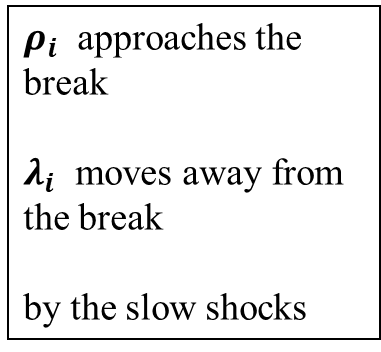 ρᵢ approaches the
break
λᵢ moves away from
the break
by the slow shocks